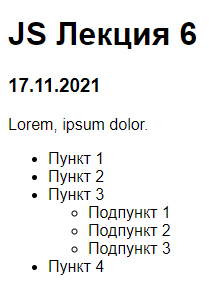 JS Лекция 6
17.11.2021
Lorem, ipsum dolor.
Пункт 1
Пункт 2
Пункт 3
Подпункт 1
Подпункт 2
Подпункт 3
Пункт 4